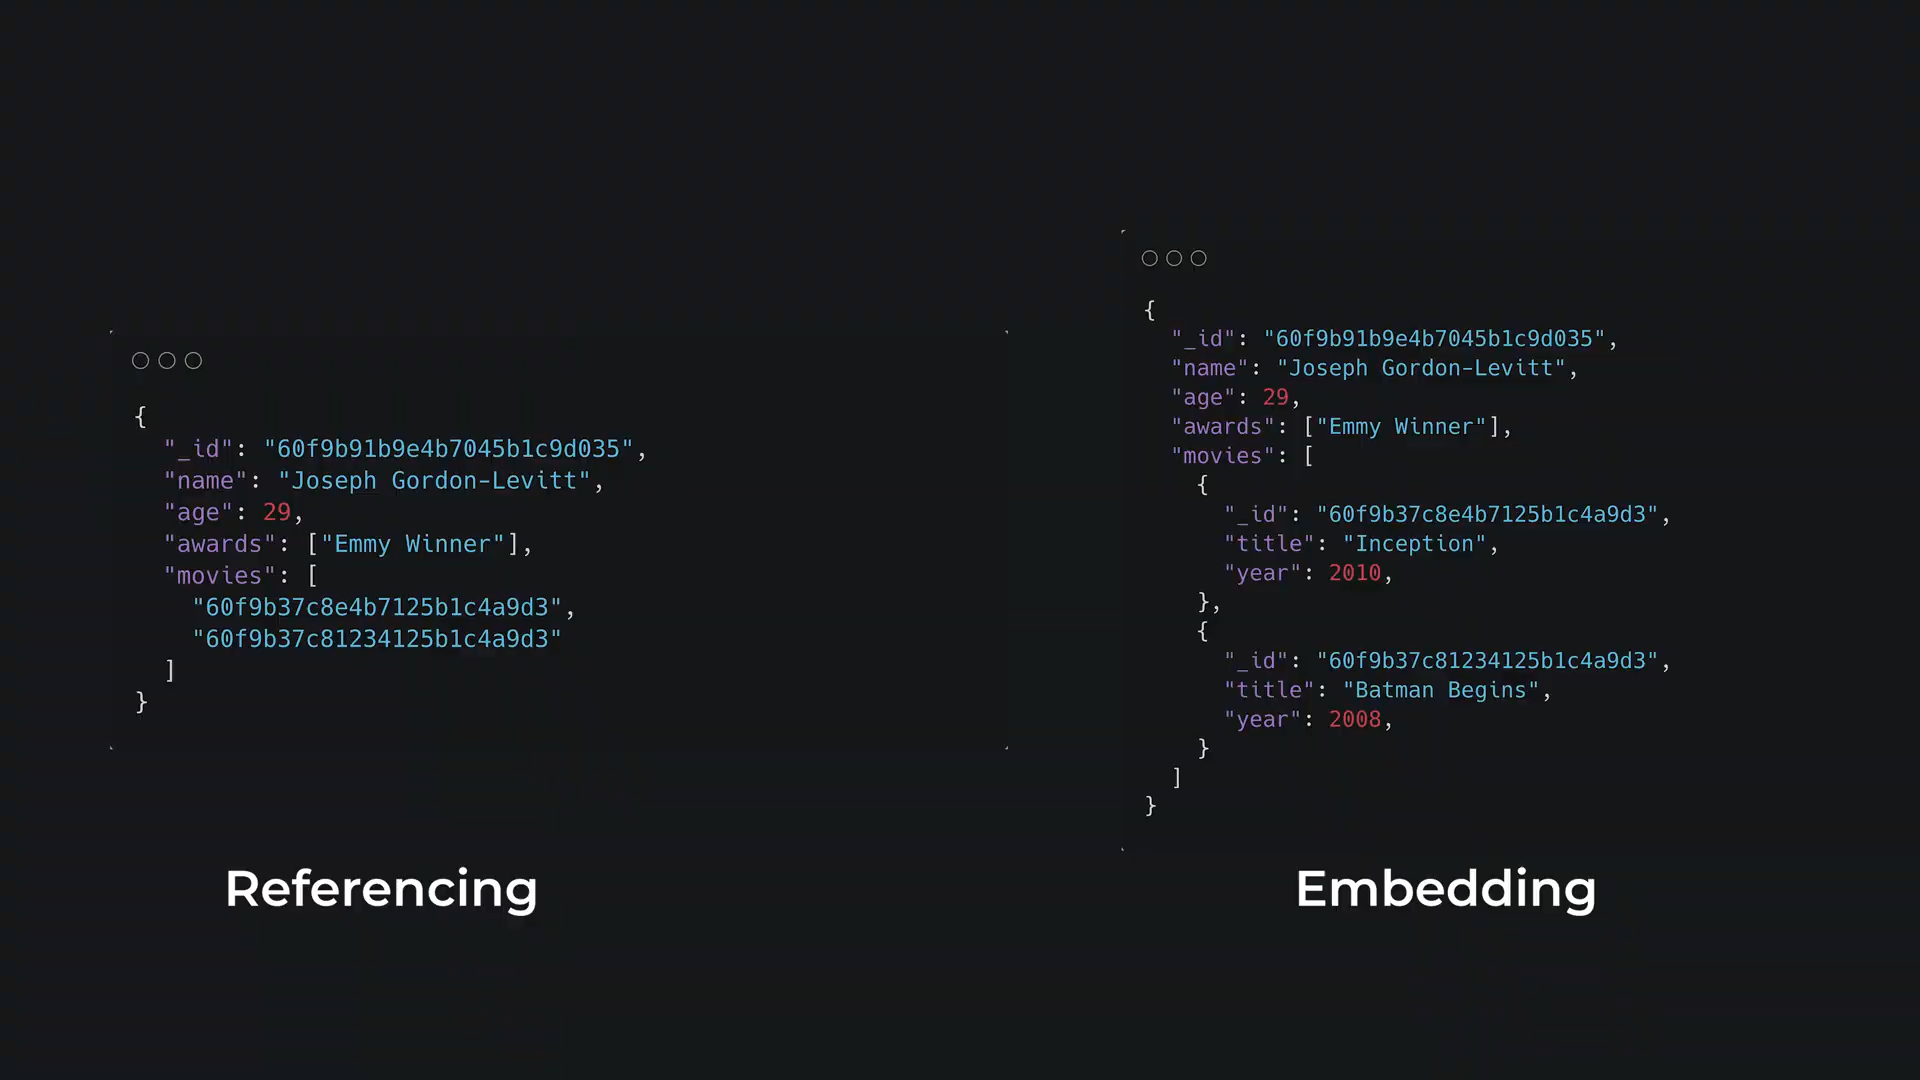 {
  "_id": "60f9b91b9e4b7045b1c9d035",
  "name": "Joseph Gordon-Levitt",
  "age": 29,
  "awards": ["Emmy Winner"],
  "movies": [
    "60f9b37c8e4b7125b1c4a9d3",
    "60f9b37c81234125b1c4a9d3"
  ]
}
Referencing
{
  "_id": "60f9b91b9e4b7045b1c9d035",
  "name": "Joseph Gordon-Levitt",
  "age": 29,
  "awards": ["Emmy Winner"],
  "movies": [
    {
      "_id": "60f9b37c8e4b7125b1c4a9d3",
      "title": "Inception",
      "year": 2010,
    },
    {
      "_id": "60f9b37c81234125b1c4a9d3",
      "title": "Batman Begins",
      "year": 2008,
    }
  ]
}
Embedding